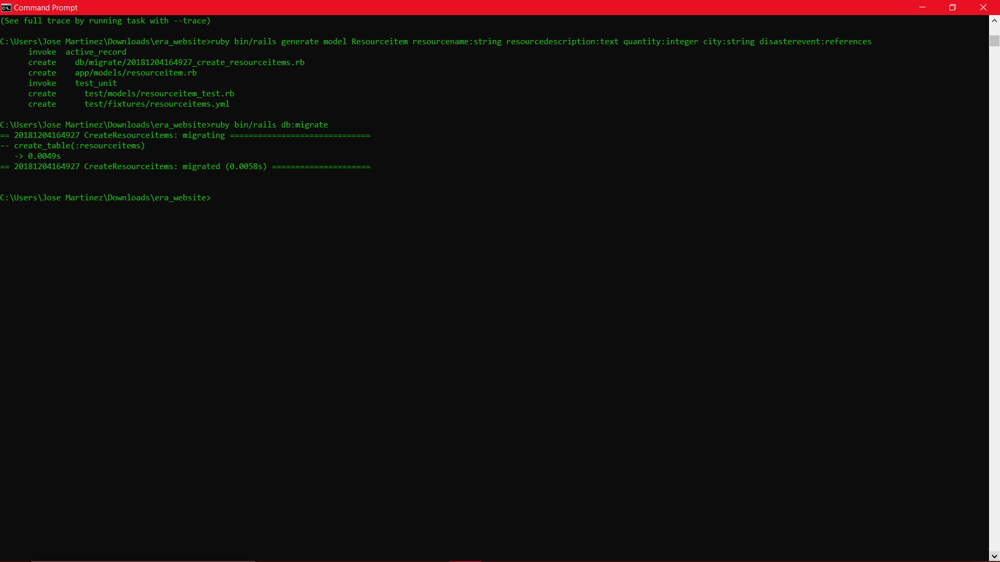 Command Prompt
(See full trace by running task with --trace)
C:\Users\Jose Martinez\Downloads\era_website>ruby bin/rails generate model Resourceitem resourcename:string resourcedescription:text quantity:integer city:string disasterevent:references
invoke  active_record
create    db/migrate/20181204164927_create_resourceitems.rb
create    app/models/resourceitem.rb
invoke    test_unit
create      test/models/resourceitem_test.rb
create      test/fixtures/resourceitems.yml
C:\Users\Jose Martinez\Downloads\era_website>ruby bin/rails db:migrate
== 20181204164927 CreateResourceitems: migrating ==============================
-- create_table(:resourceitems)
   -> 0.0049s
== 20181204164927 CreateResourceitems: migrated (0.0058s) =====================
C:\Users\Jose Martinez\Downloads\era_website>